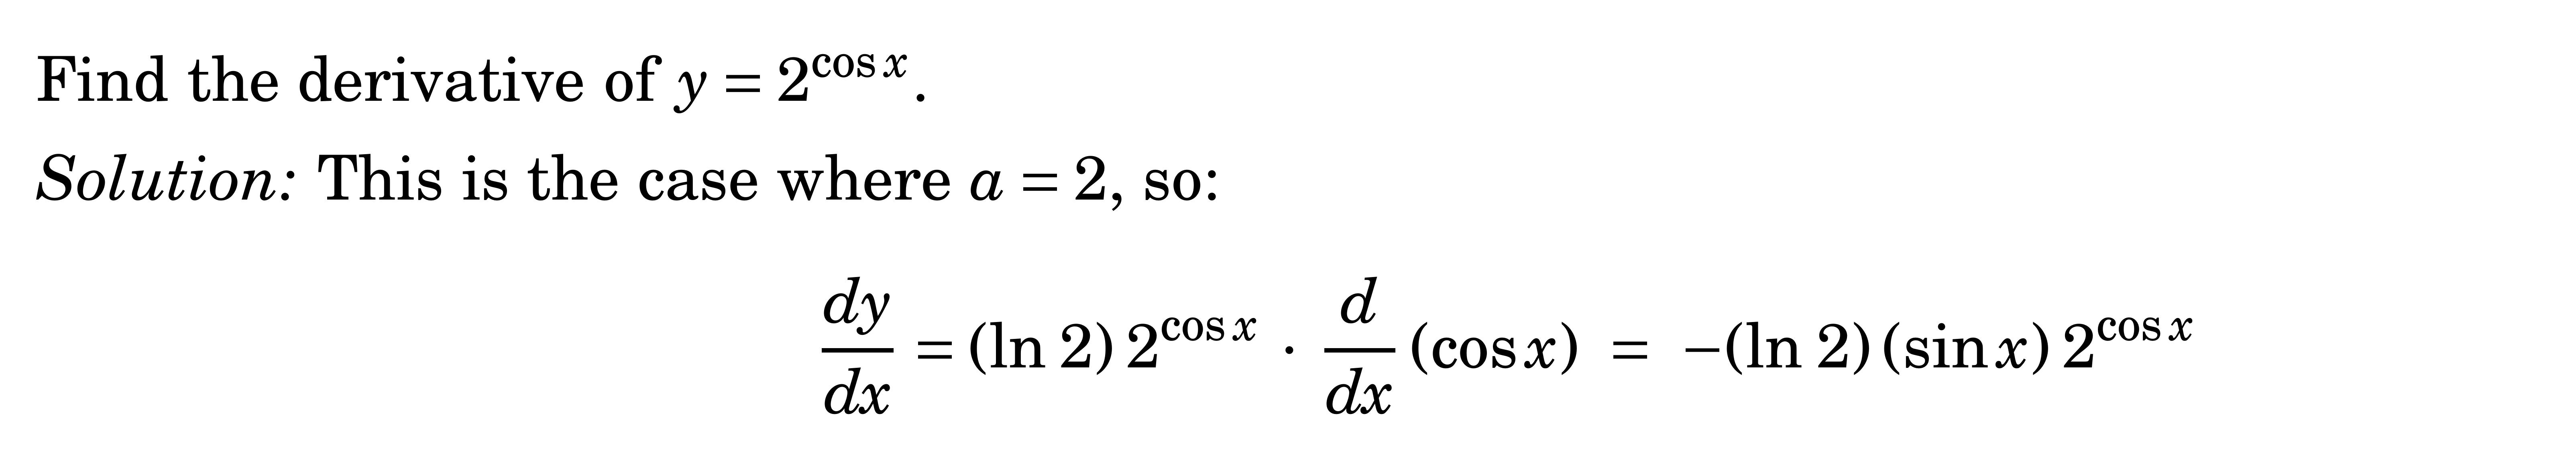 Find the derivative of $y = 2^{\cos x}$.
Solution: This is the case where $a = 2$, so:
$\frac{dy}{dx} = (\ln 2)\, 2^{\cos x} \cdot \frac{d}{dx}(\cos x) = -(\ln 2)(\sin x)\, 2^{\cos x}$